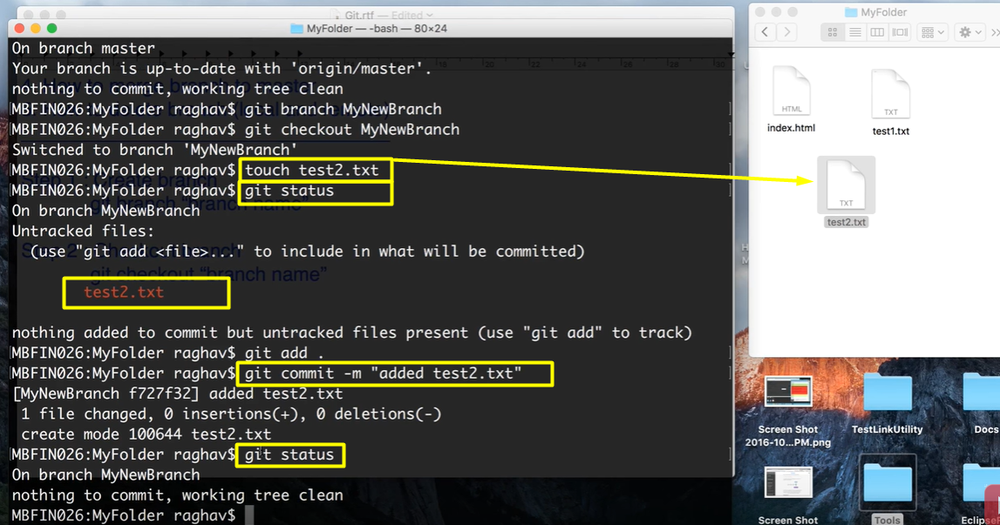 Git.rtf — Edited
MyFolder — -bash — 80×24
On branch master
Your branch is up-to-date with 'origin/master'.
nothing to commit, working tree clean
MBFIN026:MyFolder raghav$ git branch MyNewBranch
MBFIN026:MyFolder raghav$ git checkout MyNewBranch
Switched to branch 'MyNewBranch'
MBFIN026:MyFolder raghav$ touch test2.txt
MBFIN026:MyFolder raghav$ git status
On branch MyNewBranch
Untracked files:
(use "git add <file>..." to include in what will be committed)
test2.txt
nothing added to commit but untracked files present (use "git add" to track)
MBFIN026:MyFolder raghav$ git add .
MBFIN026:MyFolder raghav$ git commit -m "added test2.txt"
[MyNewBranch f727f32] added test2.txt
1 file changed, 0 insertions(+), 0 deletions(-)
create mode 100644 test2.txt
MBFIN026:MyFolder raghav$ git status
On branch MyNewBranch
nothing to commit, working tree clean
MBFIN026:MyFolder raghav$
MyFolder
HTML
index.html
TXT
test1.txt
TXT
test2.txt
Screen Shot
2016-10...PM.png
TestLinkUtility
Docs
Screen Shot
Tools
Eclipse